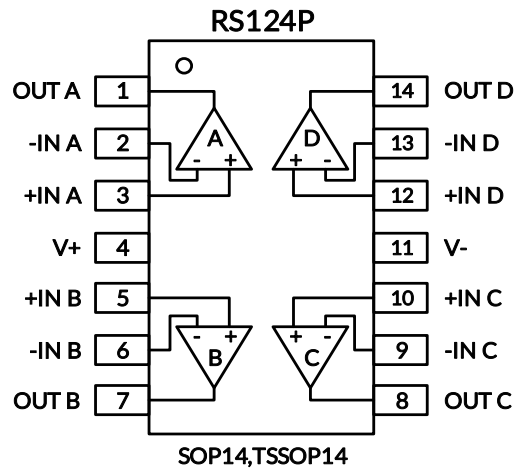 RS124P
OUT A 1 14 OUT D
A D
-IN A 2 13 -IN D
- + + -
+IN A 3 12 +IN D
V+ 4 11 V-
+IN B 5 10 +IN C
- + + -
-IN B 6 9 -IN C
B C
OUT B 7 8 OUT C
SOP14,TSSOP14